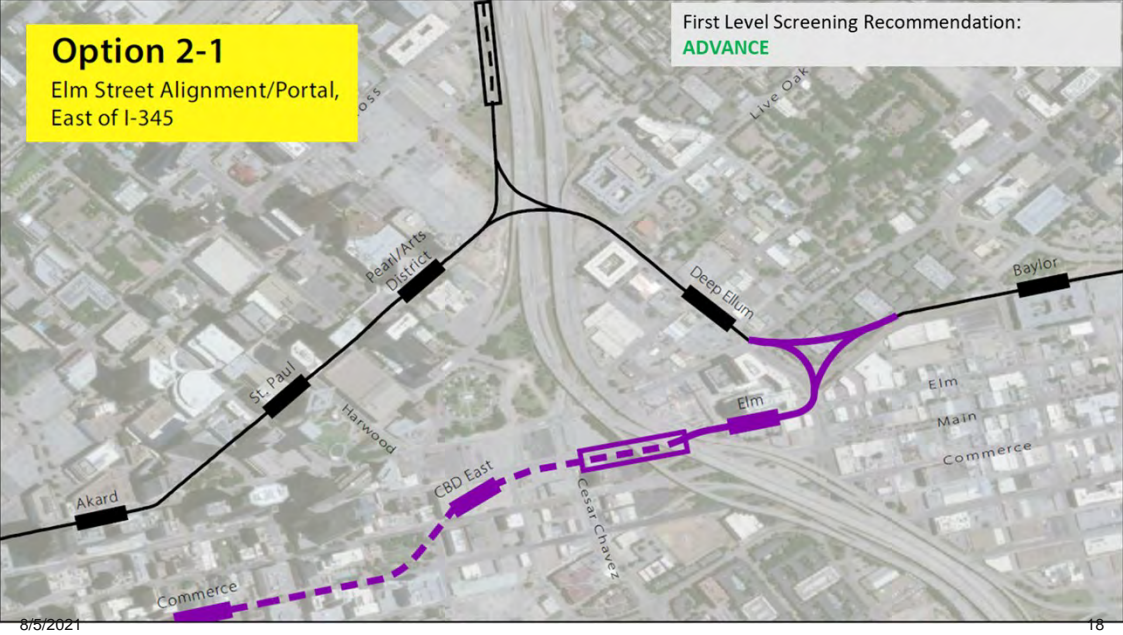 Option 2-1
Elm Street Alignment/Portal,
East of I-345
First Level Screening Recommendation:
ADVANCE
oss
Live Oak
Pearl/Arts
District
Deep Ellum
Baylor
St. Paul
Harwood
Elm
Elm
Main
Commerce
CBD East
Akard
Cesar Chavez
Commerce
8/5/2021
18